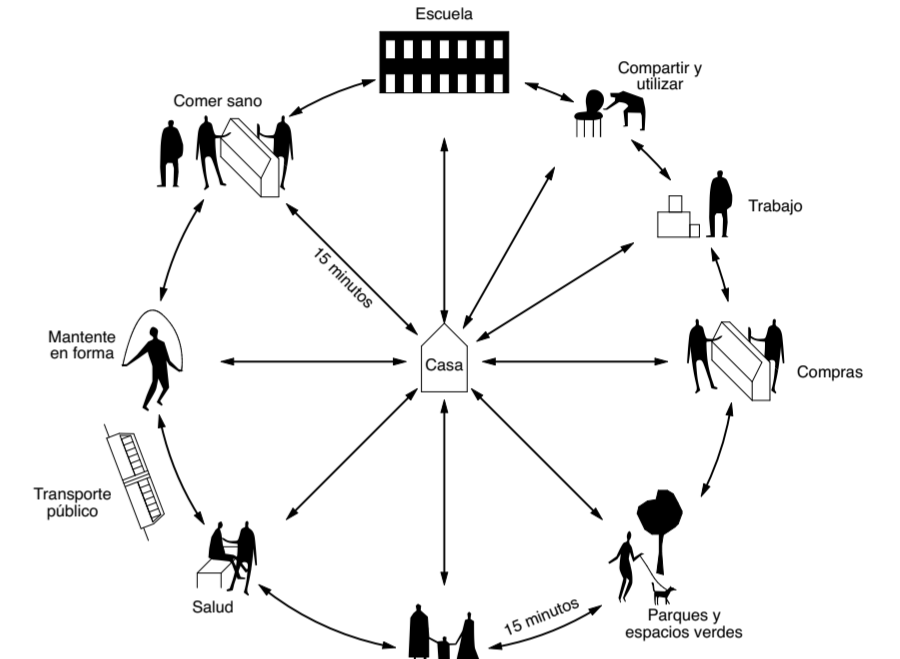 Escuela
Compartir y
utilizar
Comer sano
Trabajo
15 minutos
Mantente
en forma
Casa
Compras
Transporte
público
Salud
15 minutos
Parques y
espacios verdes